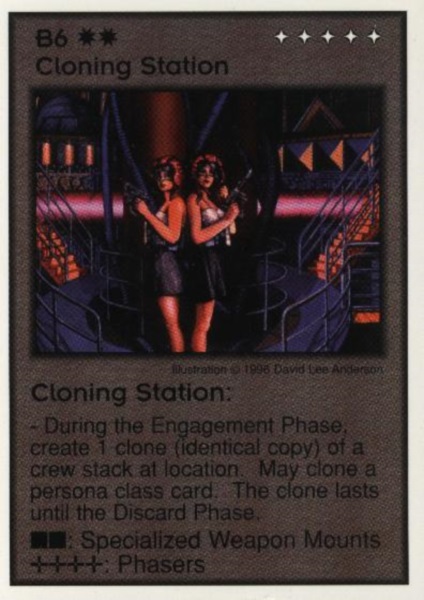 B6 ✷✷ ✦ ✦ ✦ ✦ ✦
Cloning Station
Illustration © 1996 David Lee Anderson
Cloning Station:
- During the Engagement Phase,
create 1 clone (identical copy) of a
crew stack at location. May clone a
persona class card. The clone lasts
until the Discard Phase.
■■: Specialized Weapon Mounts
++++: Phasers